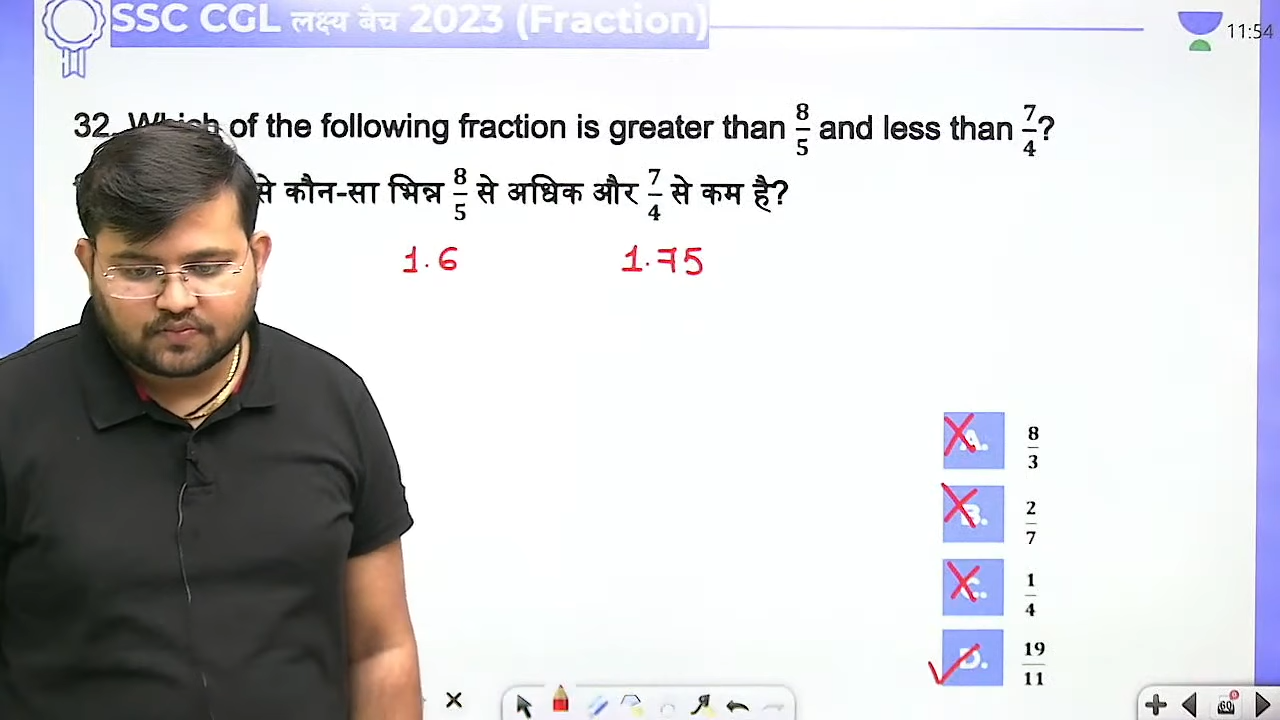 SSC CGL लक्ष्य बेच 2023 (Fraction)
11:54
32. Which of the following fraction is greater than 8/5 and less than 7/4?
से कौन-सा भिन्न 8/5 से अधिक और 7/4 से कम है?
1.6 1.75
A. 8/3
B. 2/7
C. 1/4
D. 19/11
60